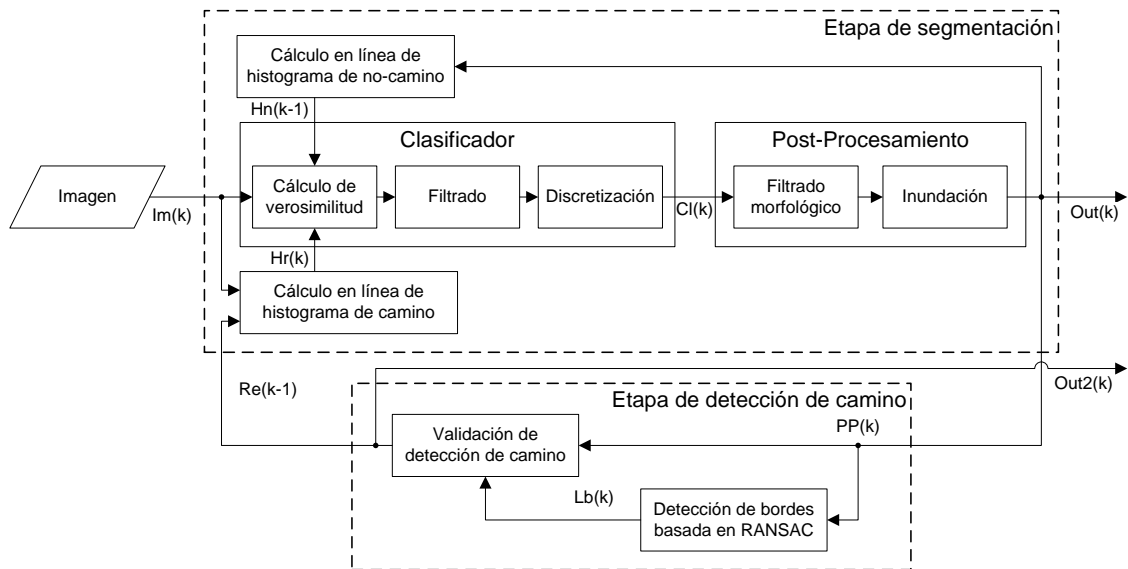 Etapa de segmentación
Cálculo en línea de
histograma de no-camino
Hn(k-1)
Clasificador
Post-Procesamiento
Imagen
Im(k)
Cálculo de
verosimilitud
Filtrado
Discretización
Cl(k)
Filtrado
morfológico
Inundación
Out(k)
Hr(k)
Cálculo en línea de
histograma de camino
Re(k-1)
Out2(k)
Etapa de detección de camino
Validación de
detección de camino
PP(k)
Lb(k)
Detección de bordes
basada en RANSAC